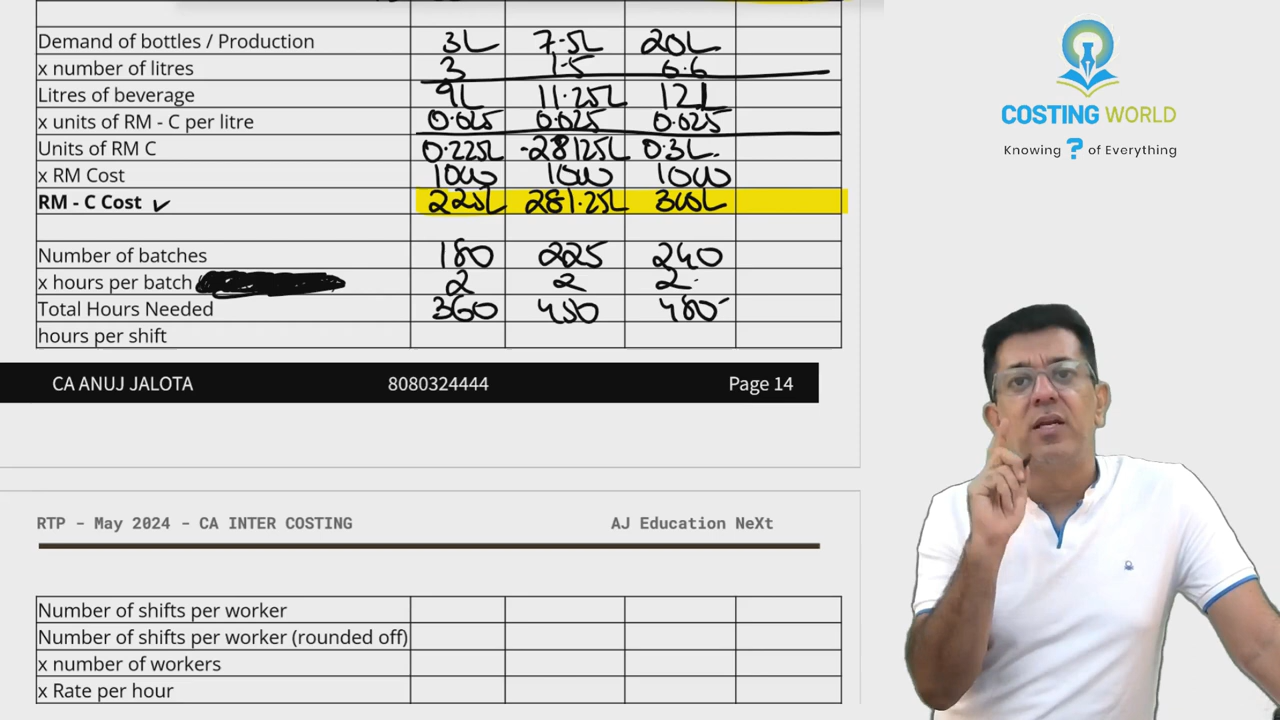 Demand of bottles / Production 3L 7.5L 20L
x number of litres 3 1.5 6.6
Litres of beverage 9L 11.25L 12L
x units of RM - C per litre 0.025 0.025 0.025
Units of RM C 0.225L .28125L 0.3L
x RM Cost 1000 1000 1000
RM - C Cost ✓ 225L 281.25L 300L
Number of batches 180 225 240
x hours per batch 2 2 2
Total Hours Needed 360 450 480
hours per shift
CA ANUJ JALOTA 8080324444 Page 14
RTP - May 2024 - CA INTER COSTING AJ Education NeXt
Number of shifts per worker
Number of shifts per worker (rounded off)
x number of workers
x Rate per hour
COSTING WORLD
Knowing ? of Everything